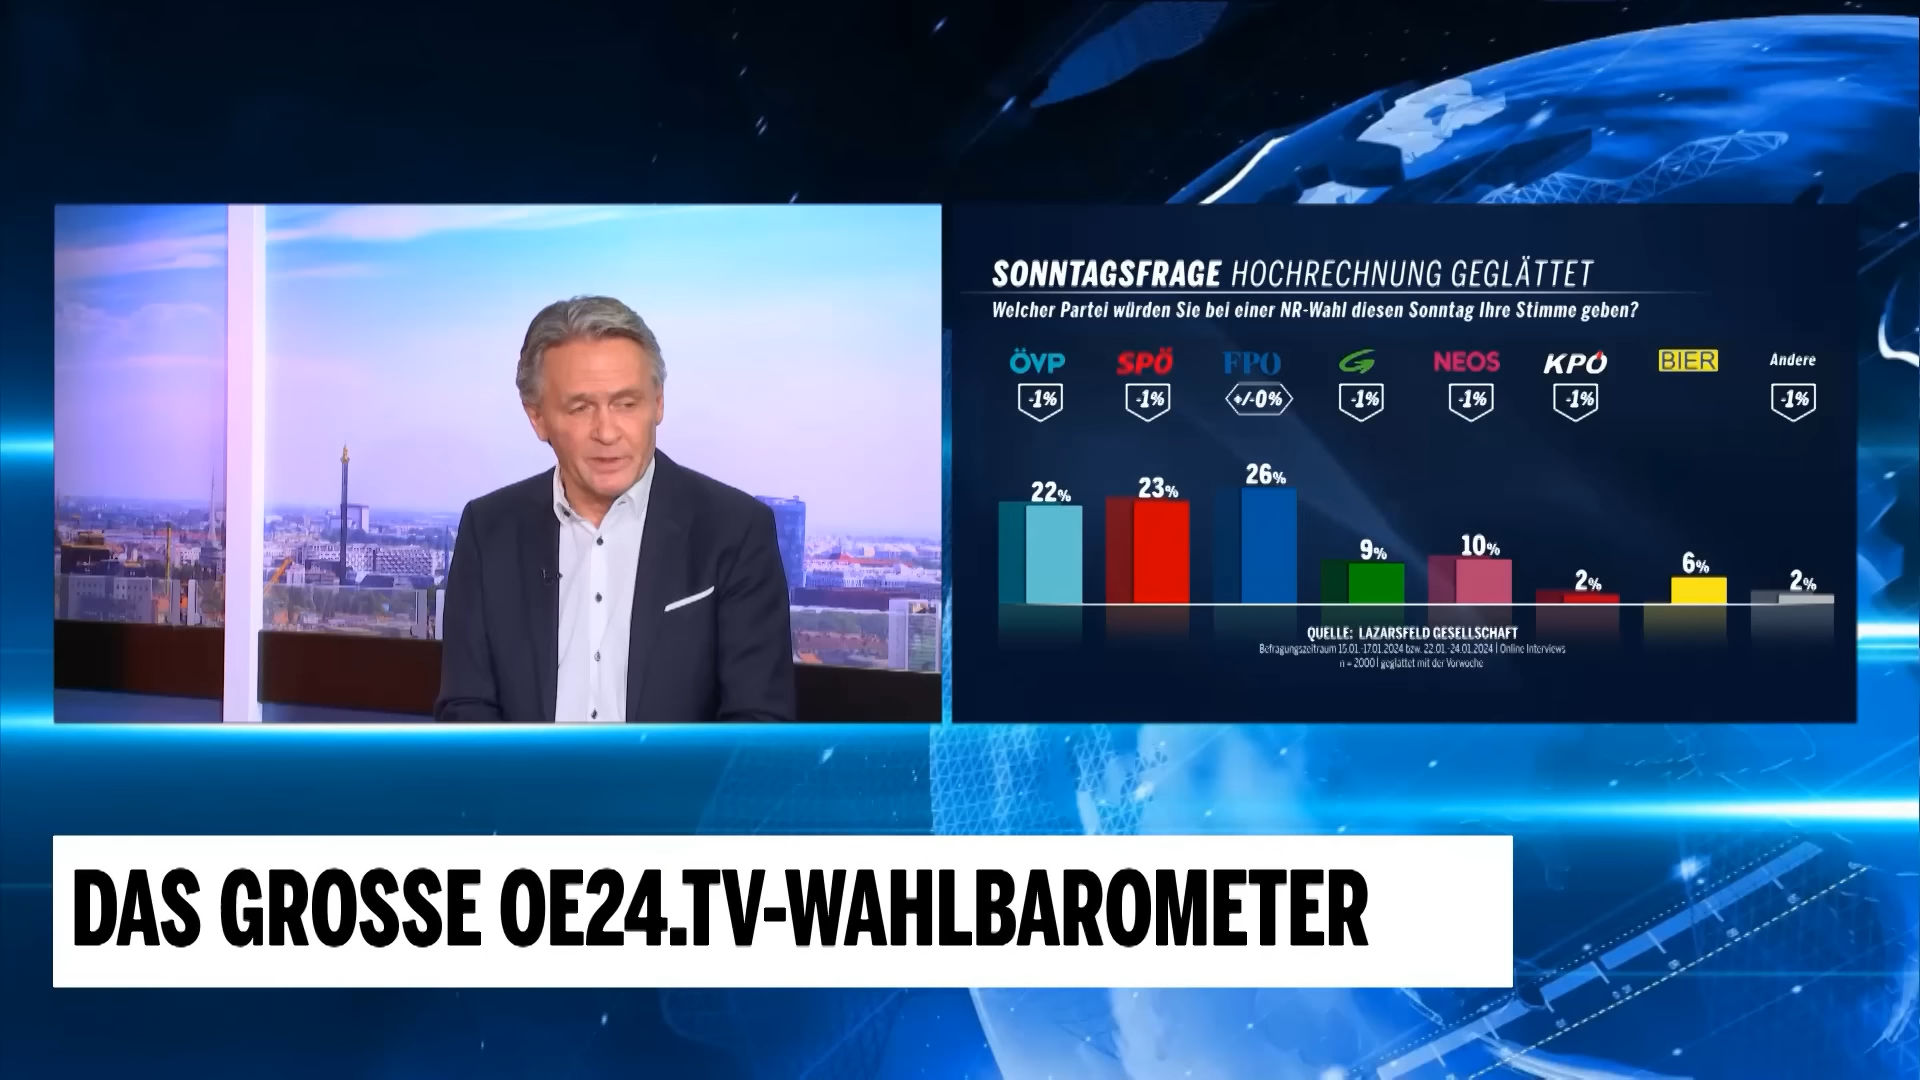 SONNTAGSFRAGE HOCHRECHNUNG GEGLÄTTET
Welcher Partei würden Sie bei einer NR-Wahl diesen Sonntag Ihre Stimme geben?
ÖVP SPÖ FPÖ G NEOS KPÖ BIER Andere
-1% -1% +/-0% -1% -1% -1% -1%
22% 23% 26% 9% 10% 2% 6% 2%
QUELLE: LAZARSFELD GESELLSCHAFT
Befragungszeitraum 15.01.-17.01.2024 bzw. 22.01.-24.01.2024 | Online Interviews
n = 2000 | geglättet mit der Vorwoche
DAS GROSSE OE24.TV-WAHLBAROMETER